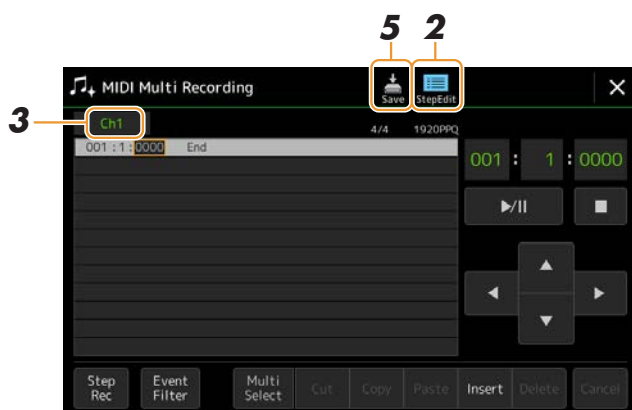 5 2
MIDI Multi Recording
Save
StepEdit
3
Ch1
4/4 1920PPQ
001 : 1 : 0000 End
001 : 1 : 0000
Step Rec
Event Filter
Multi Select
Cut
Copy
Paste
Insert
Delete
Cancel